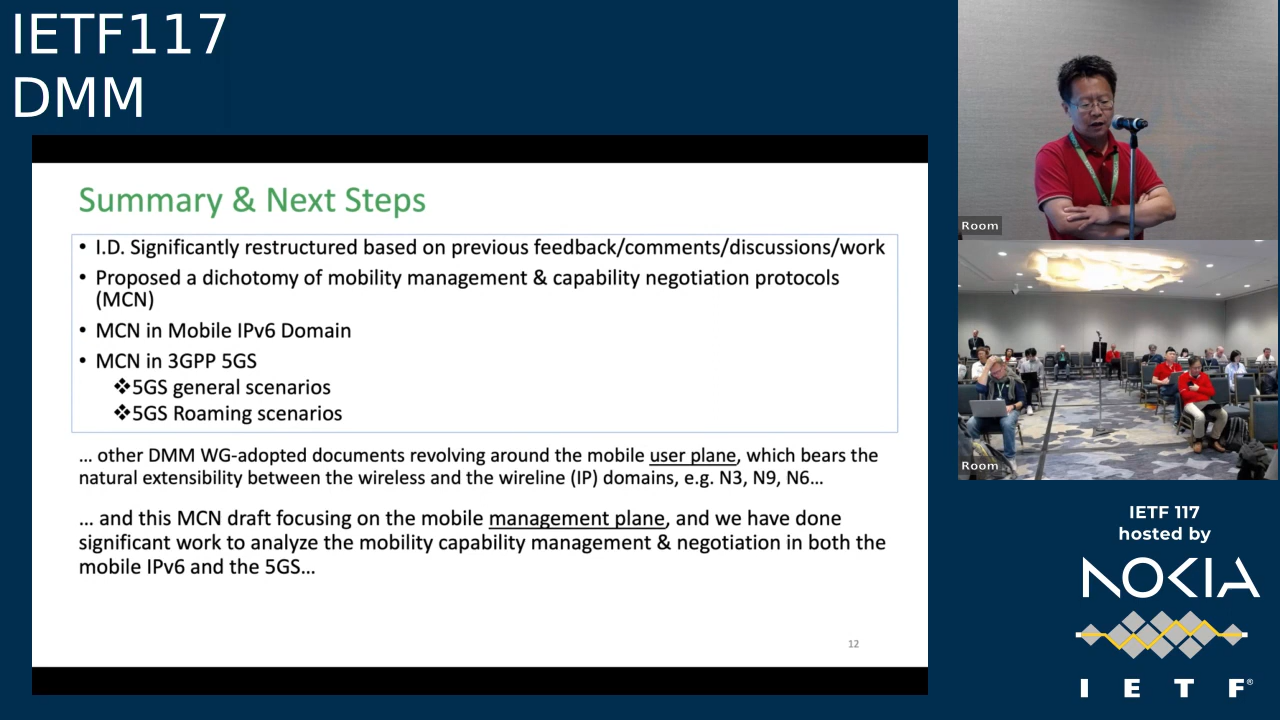 IETF117
DMM
Summary & Next Steps
• I.D. Significantly restructured based on previous feedback/comments/discussions/work
• Proposed a dichotomy of mobility management & capability negotiation protocols
(MCN)
• MCN in Mobile IPv6 Domain
• MCN in 3GPP 5GS
❖5GS general scenarios
❖5GS Roaming scenarios
... other DMM WG-adopted documents revolving around the mobile user plane, which bears the
natural extensibility between the wireless and the wireline (IP) domains, e.g. N3, N9, N6...
... and this MCN draft focusing on the mobile management plane, and we have done
significant work to analyze the mobility capability management & negotiation in both the
mobile IPv6 and the 5GS...
12
Room
Room
IETF 117
hosted by
NOKIA
I E T F®